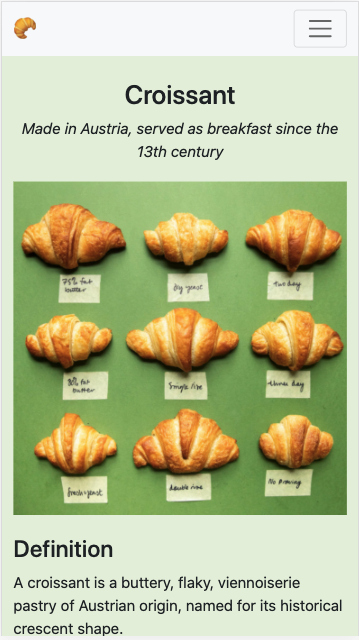 Croissant
Made in Austria, served as breakfast since the
13th century
75% fat
butter
Dry yeast
two day
90% fat
butter
Single rise
three day
fresh yeast
double rise
No Proving
Definition
A croissant is a buttery, flaky, viennoiserie
pastry of Austrian origin, named for its historical
crescent shape.